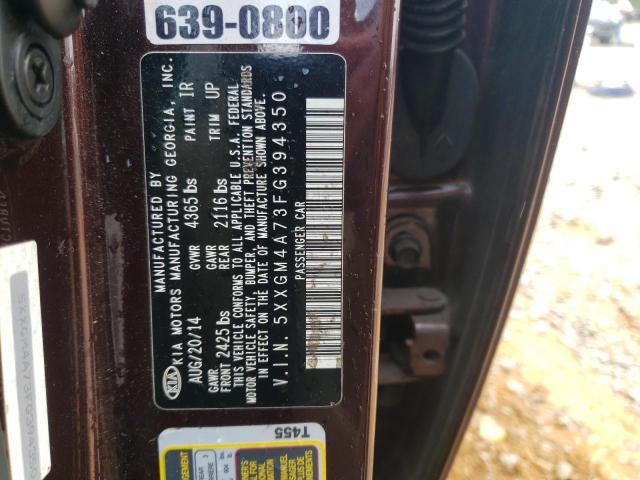 639-0800
MANUFACTURED BY
KIA KIA MOTORS MANUFACTURING GEORGIA, INC.
AUG/20/14 GVWR 4365 lbs PAINT IR
GAWR GAWR TRIM UP
FRONT 2425 lbs REAR 2116 lbs
THIS VEHICLE CONFORMS TO ALL APPLICABLE U.S.A. FEDERAL
MOTOR VEHICLE SAFETY, BUMPER, AND THEFT PREVENTION STANDARDS
IN EFFECT ON THE DATE OF MANUFACTURE SHOWN ABOVE.
V.I.N. 5XXGM4A73FG394350
PASSENGER CAR
T455